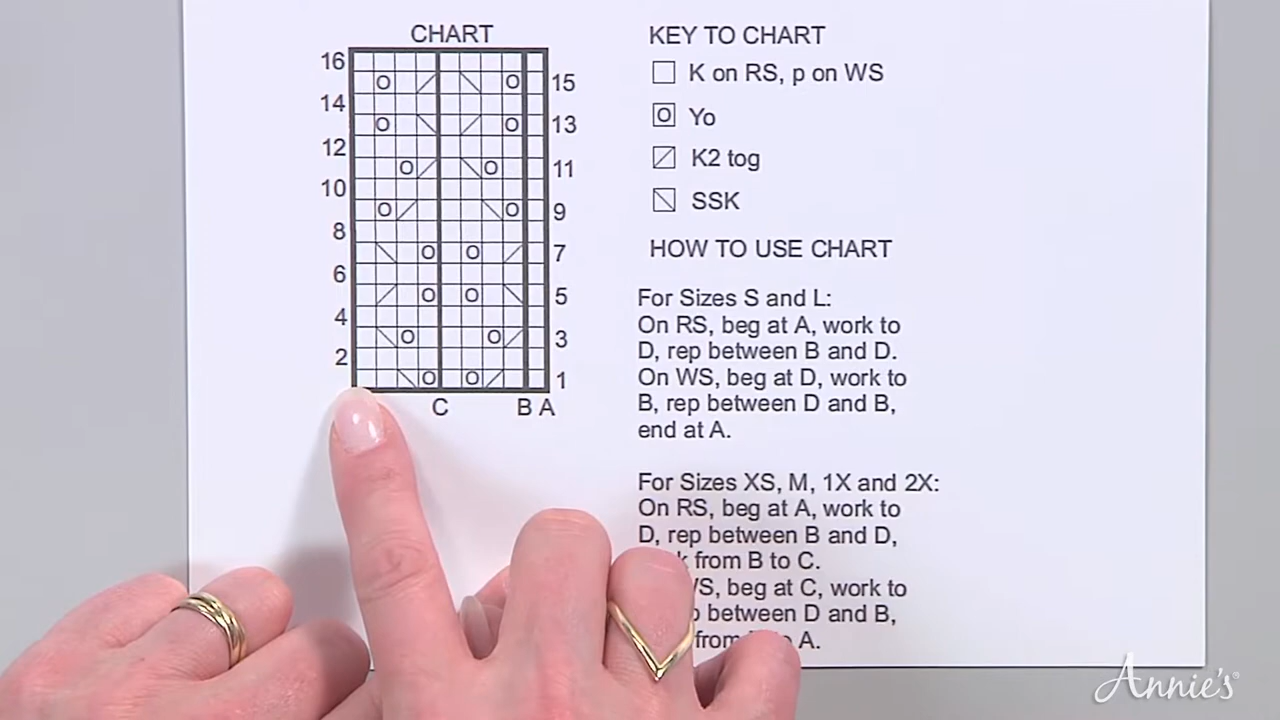 CHART
16
15
14
13
12
11
10
9
8
7
6
5
4
3
2
1
C B A
KEY TO CHART
K on RS, p on WS
O Yo
K2 tog
SSK
HOW TO USE CHART
For Sizes S and L:
On RS, beg at A, work to
D, rep between B and D.
On WS, beg at D, work to
B, rep between D and B,
end at A.
For Sizes XS, M, 1X and 2X:
On RS, beg at A, work to
D, rep between B and D,
from B to C.
beg at C, work to
between D and B,
from A.
Annie's®